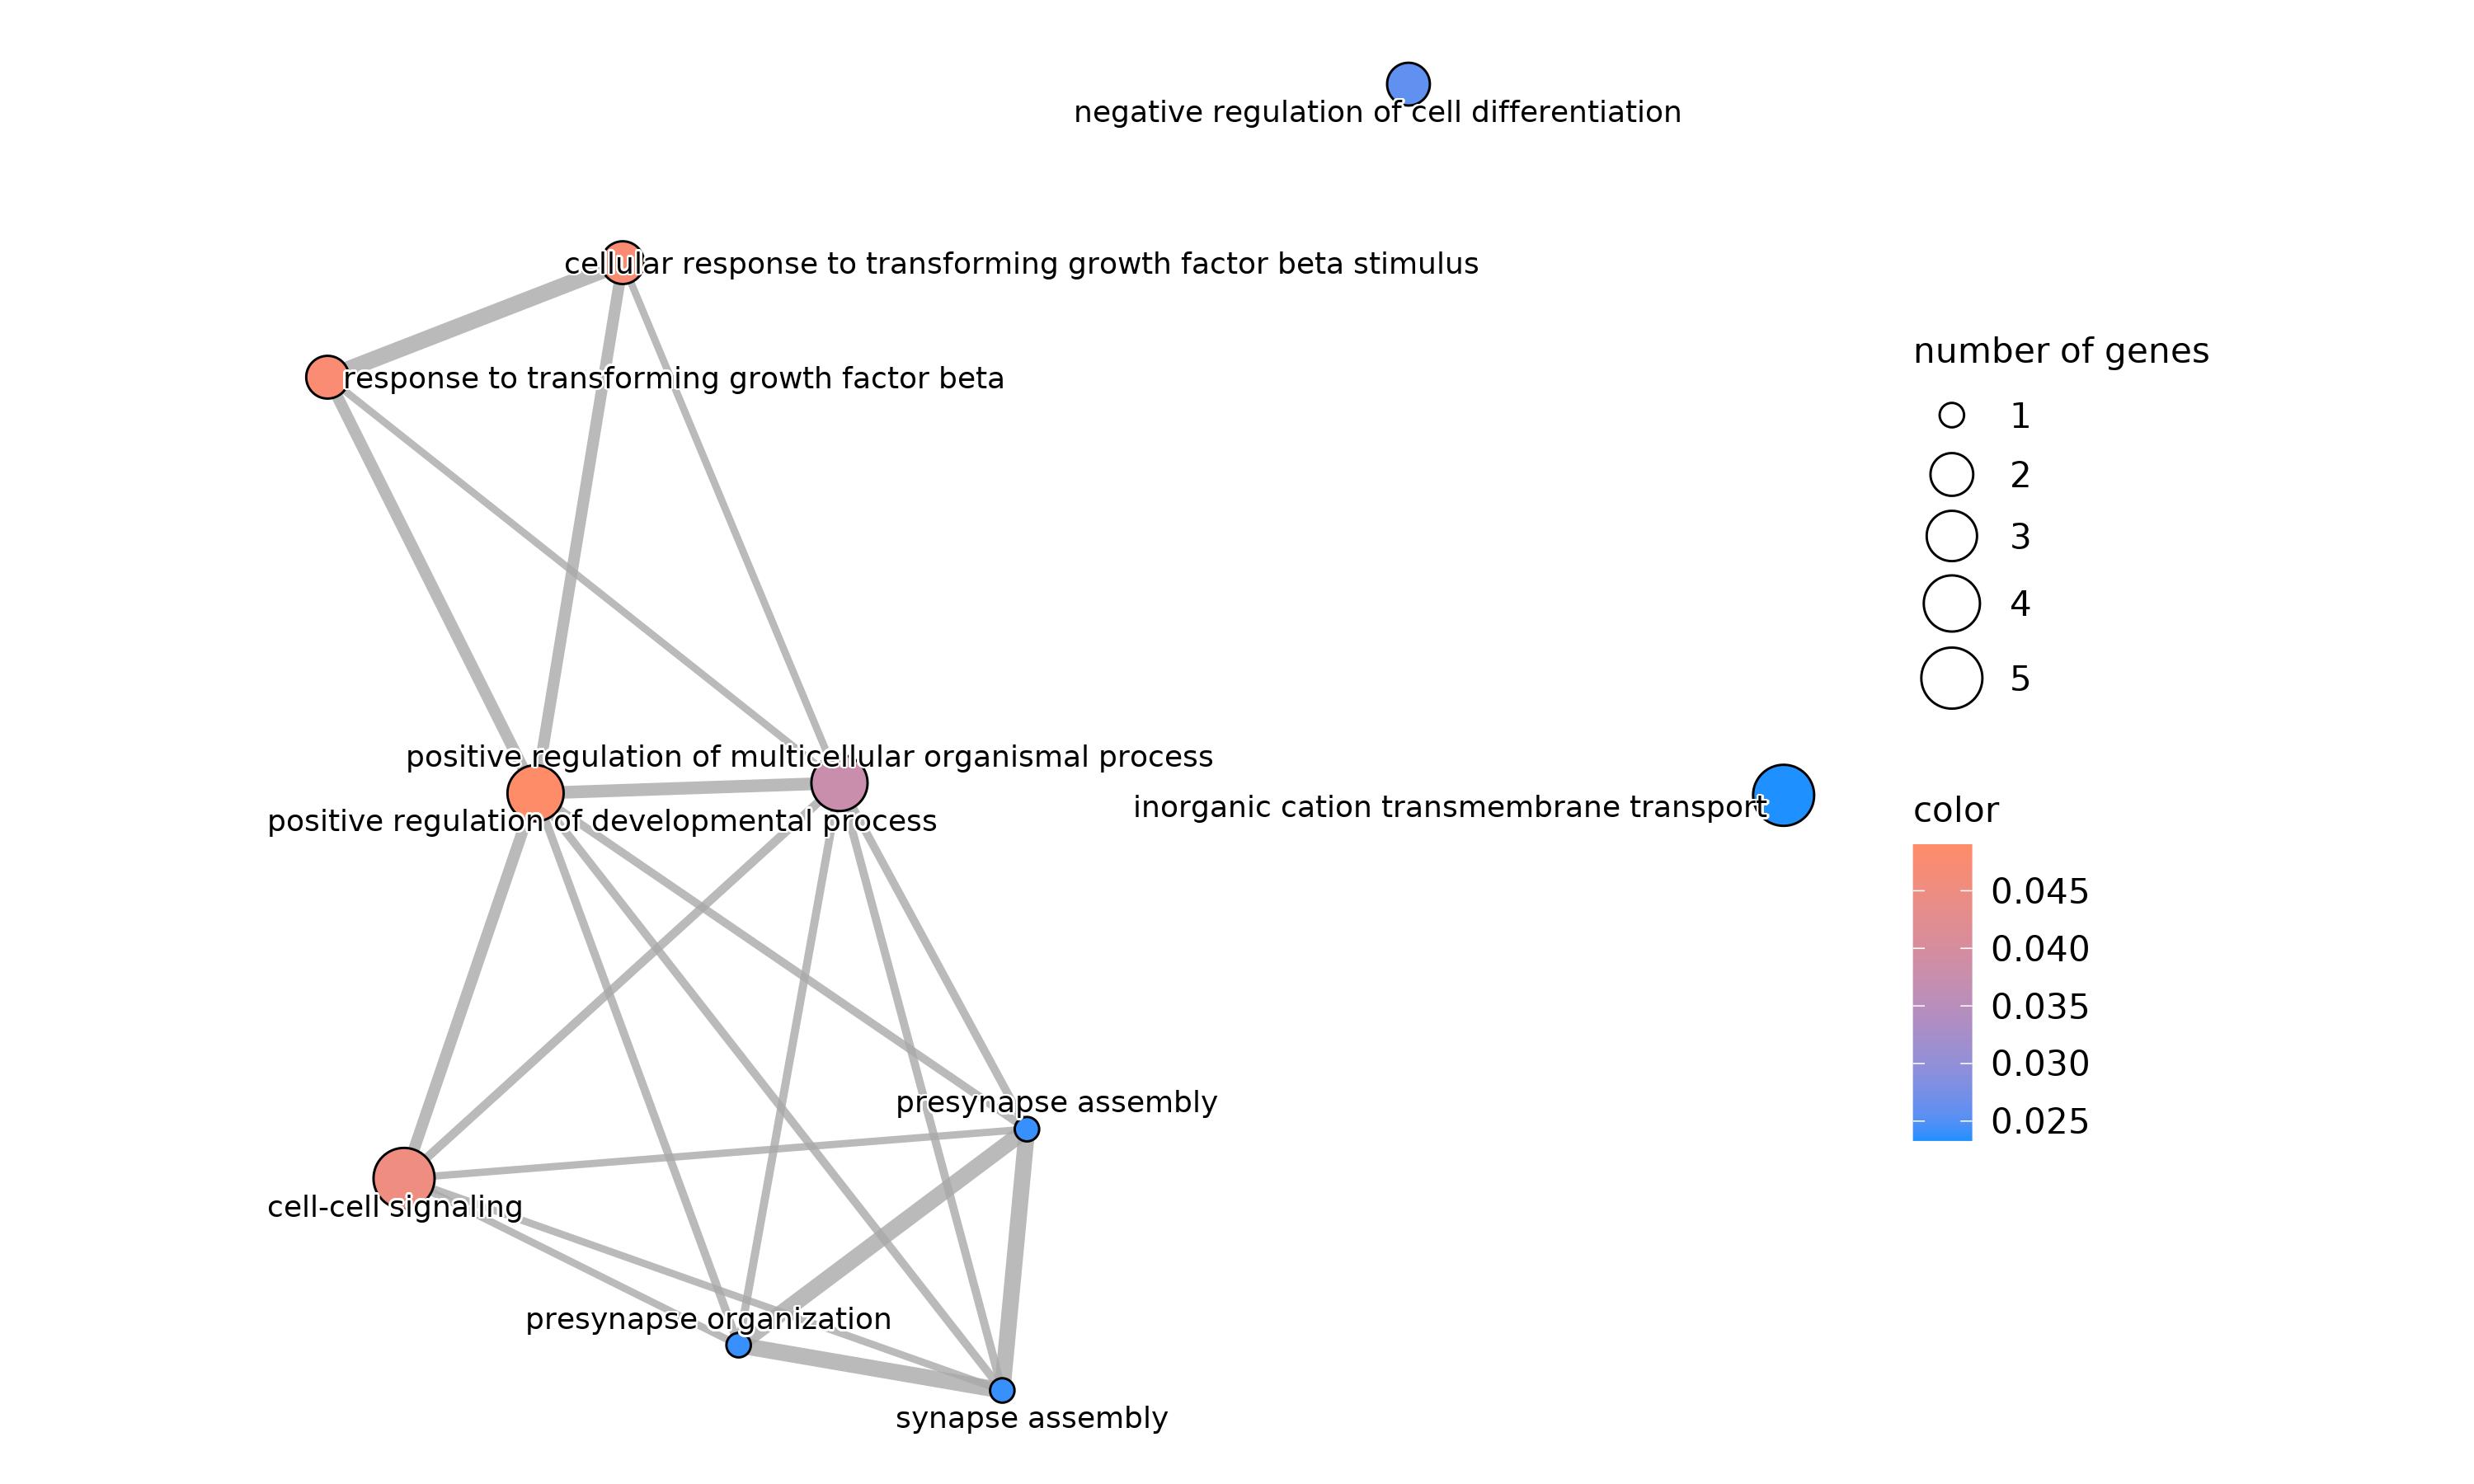 negative regulation of cell differentiation
cellular response to transforming growth factor beta stimulus
response to transforming growth factor beta
positive regulation of multicellular organismal process
positive regulation of developmental process
inorganic cation transmembrane transport
presynapse assembly
cell-cell signaling
presynapse organization
synapse assembly
number of genes
1
2
3
4
5
color
0.045
0.040
0.035
0.030
0.025